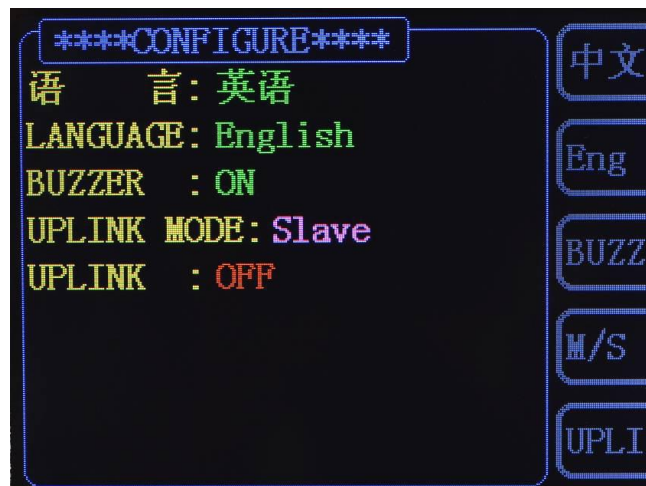 ****CONFIGURE****
语 言:英语
LANGUAGE:English
BUZZER :ON
UPLINK MODE:Slave
UPLINK :OFF
中文
Eng
BUZZ
M/S
UPLI